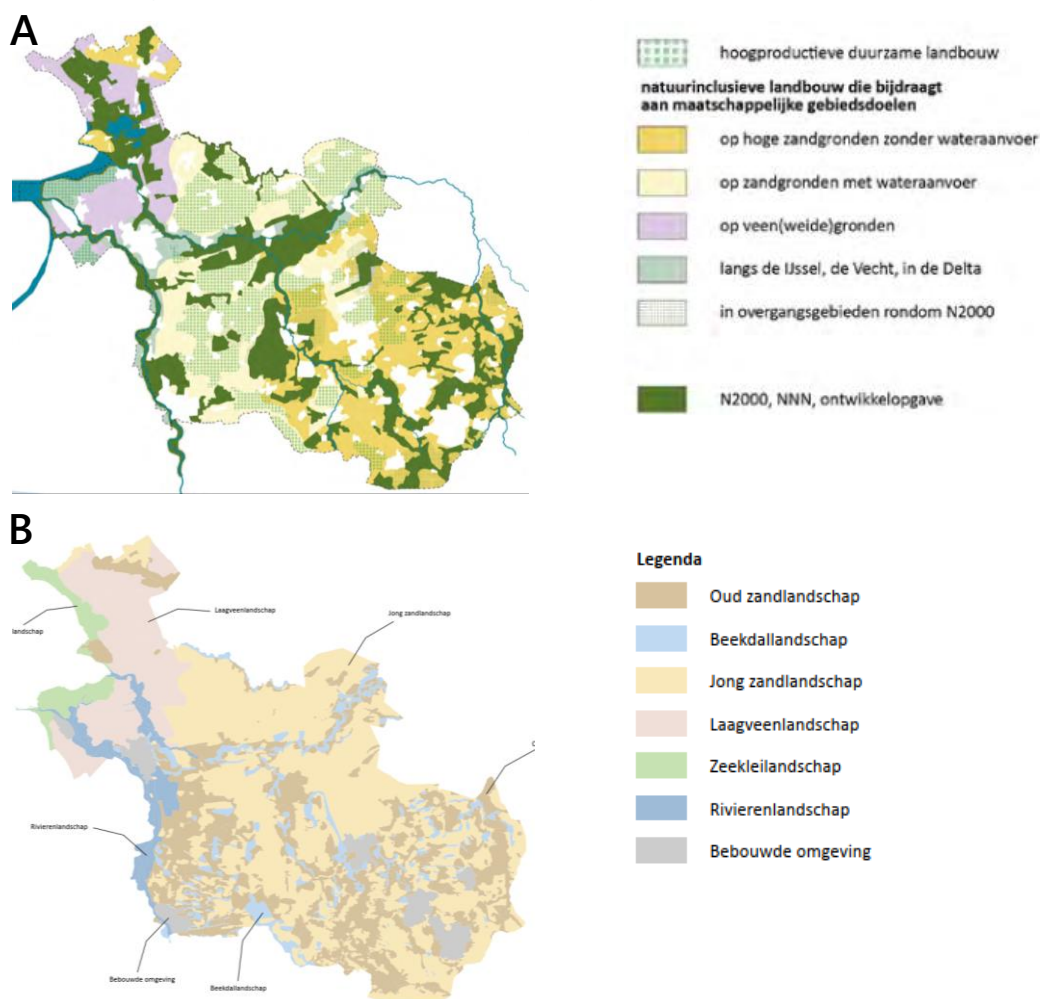 A
hoogproductieve duurzame landbouw
natuurinclusieve landbouw die bijdraagt
aan maatschappelijke gebiedsdoelen
op hoge zandgronden zonder wateraanvoer
op zandgronden met wateraanvoer
op veen(weide)gronden
langs de IJssel, de Vecht, in de Delta
in overgangsgebieden rondom N2000
N2000, NNN, ontwikkelopgave
B
Legenda
Oud zandlandschap
Beekdallandschap
Jong zandlandschap
Laagveenlandschap
Zeekleilandschap
Rivierenlandschap
Bebouwde omgeving
Laagveenlandschap
Jong zandlandschap
landschap
Rivierenlandschap
Bebouwde omgeving
Beekdallandschap